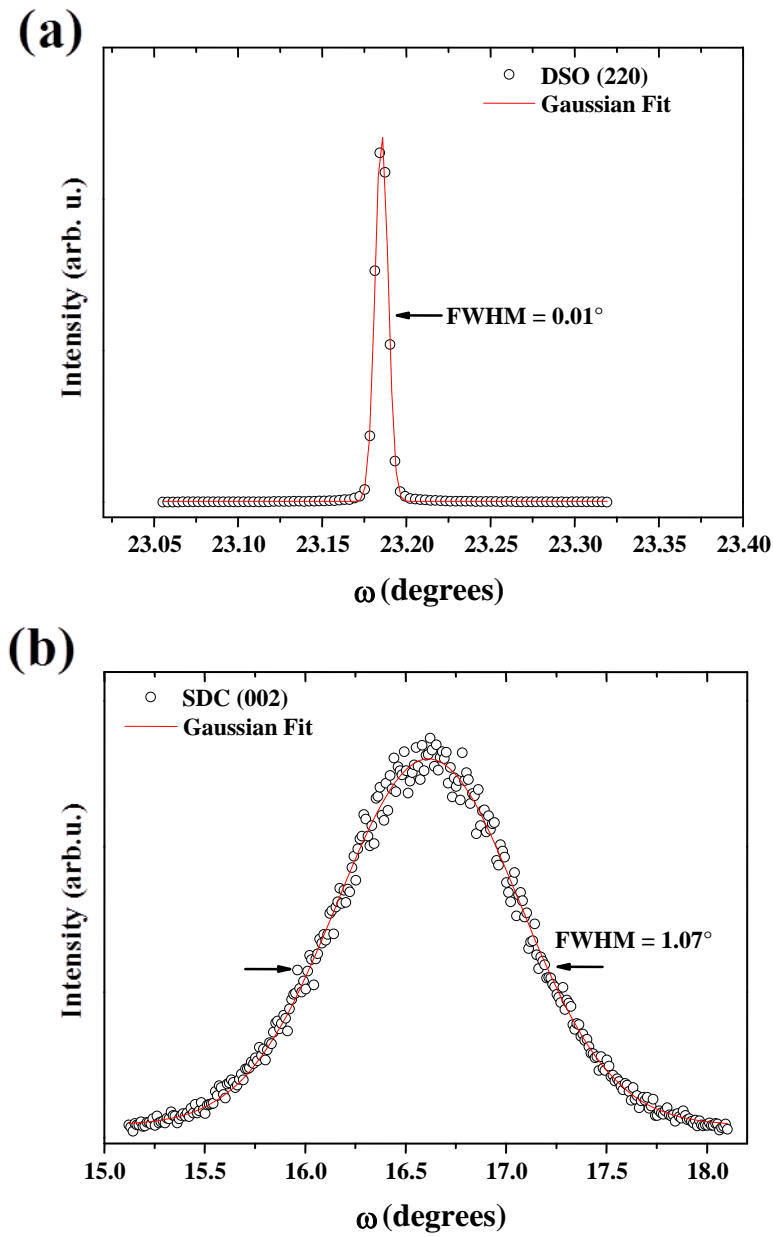 (a)
DSO (220)
Gaussian Fit
FWHM = 0.01°
Intensity (arb. u.)
23.05 23.10 23.15 23.20 23.25 23.30 23.35 23.40
ω (degrees)
(b)
SDC (002)
Gaussian Fit
FWHM = 1.07°
Intensity (arb.u.)
15.0 15.5 16.0 16.5 17.0 17.5 18.0
ω (degrees)